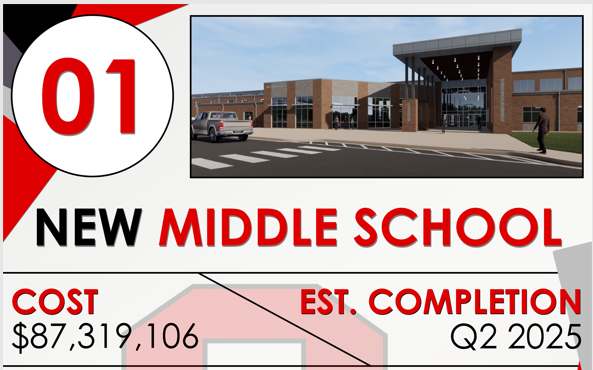 01
NEW MIDDLE SCHOOL
COST
$87,319,106
EST. COMPLETION
Q2 2025